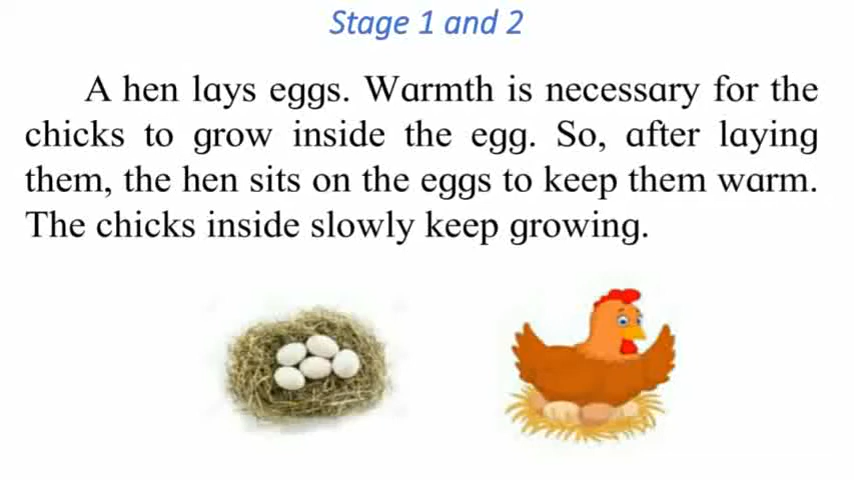 Stage 1 and 2
A hen lays eggs. Warmth is necessary for the
chicks to grow inside the egg. So, after laying
them, the hen sits on the eggs to keep them warm.
The chicks inside slowly keep growing.